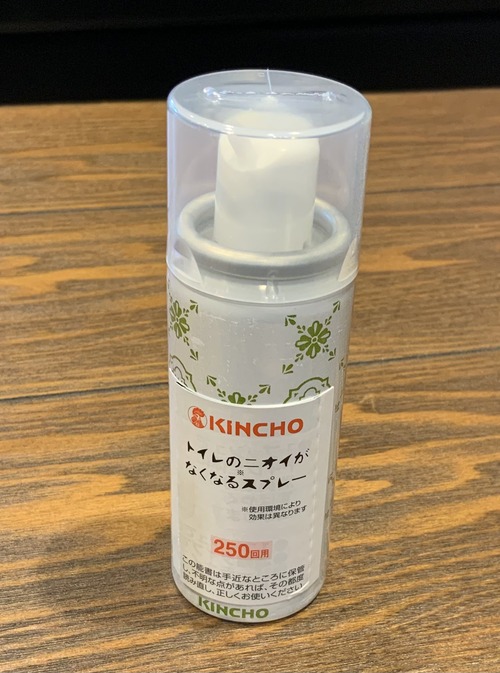 KiNCHO
トイレのニオイが
なくなるスプレー
※
※使用環境により
効果は異なります
250回用
この能書は手近なところに保管
し、不明な点があれば、その都度
読み直し、正しくお使いください
KINCHO